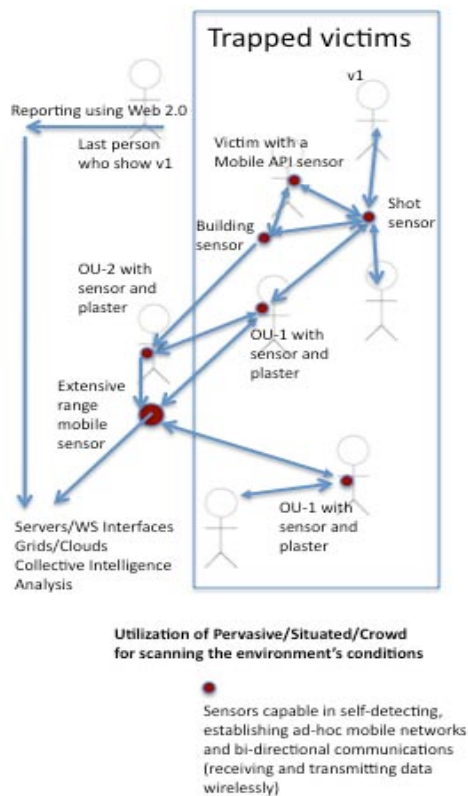 Trapped victims
v1
Reporting using Web 2.0
Last person
who show v1
Victim with a
Mobile API sensor
Shot
sensor
Building
sensor
OU-2 with
sensor and
plaster
OU-1 with
sensor and
plaster
Extensive
range
mobile
sensor
OU-1 with
sensor and
plaster
Servers/WS Interfaces
Grids/Clouds
Collective Intelligence
Analysis
Utilization of Pervasive/Situated/Crowd
for scanning the environment's conditions
Sensors capable in self-detecting,
establishing ad-hoc mobile networks
and bi-directional communications
(receiving and transmitting data
wirelessly)